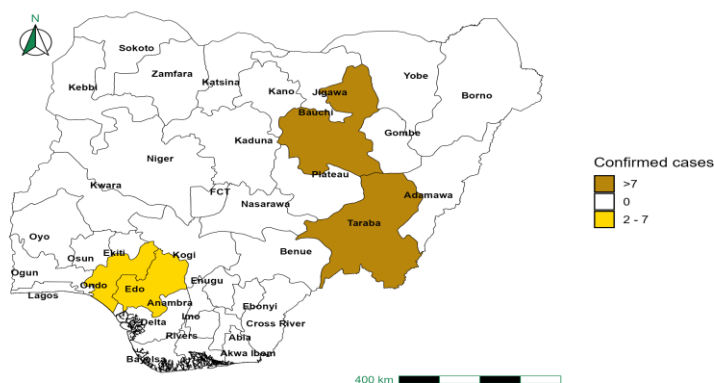 N
Sokoto
Zamfara
Katsina
Kebbi
Kano
Jigawa
Yobe
Borno
Bauchi
Gombe
Kaduna
Niger
Plateau
Kwara
FCT
Nasarawa
Adamawa
Taraba
Oyo
Osun
Ekiti
Kogi
Benue
Ogun
Ondo
Edo
Enugu
Lagos
Anambra
Ebonyi
Delta
Imo
Cross River
Rivers
Abia
Bayelsa
Akwa Ibom
Confirmed cases
>7
0
2 - 7
400 km